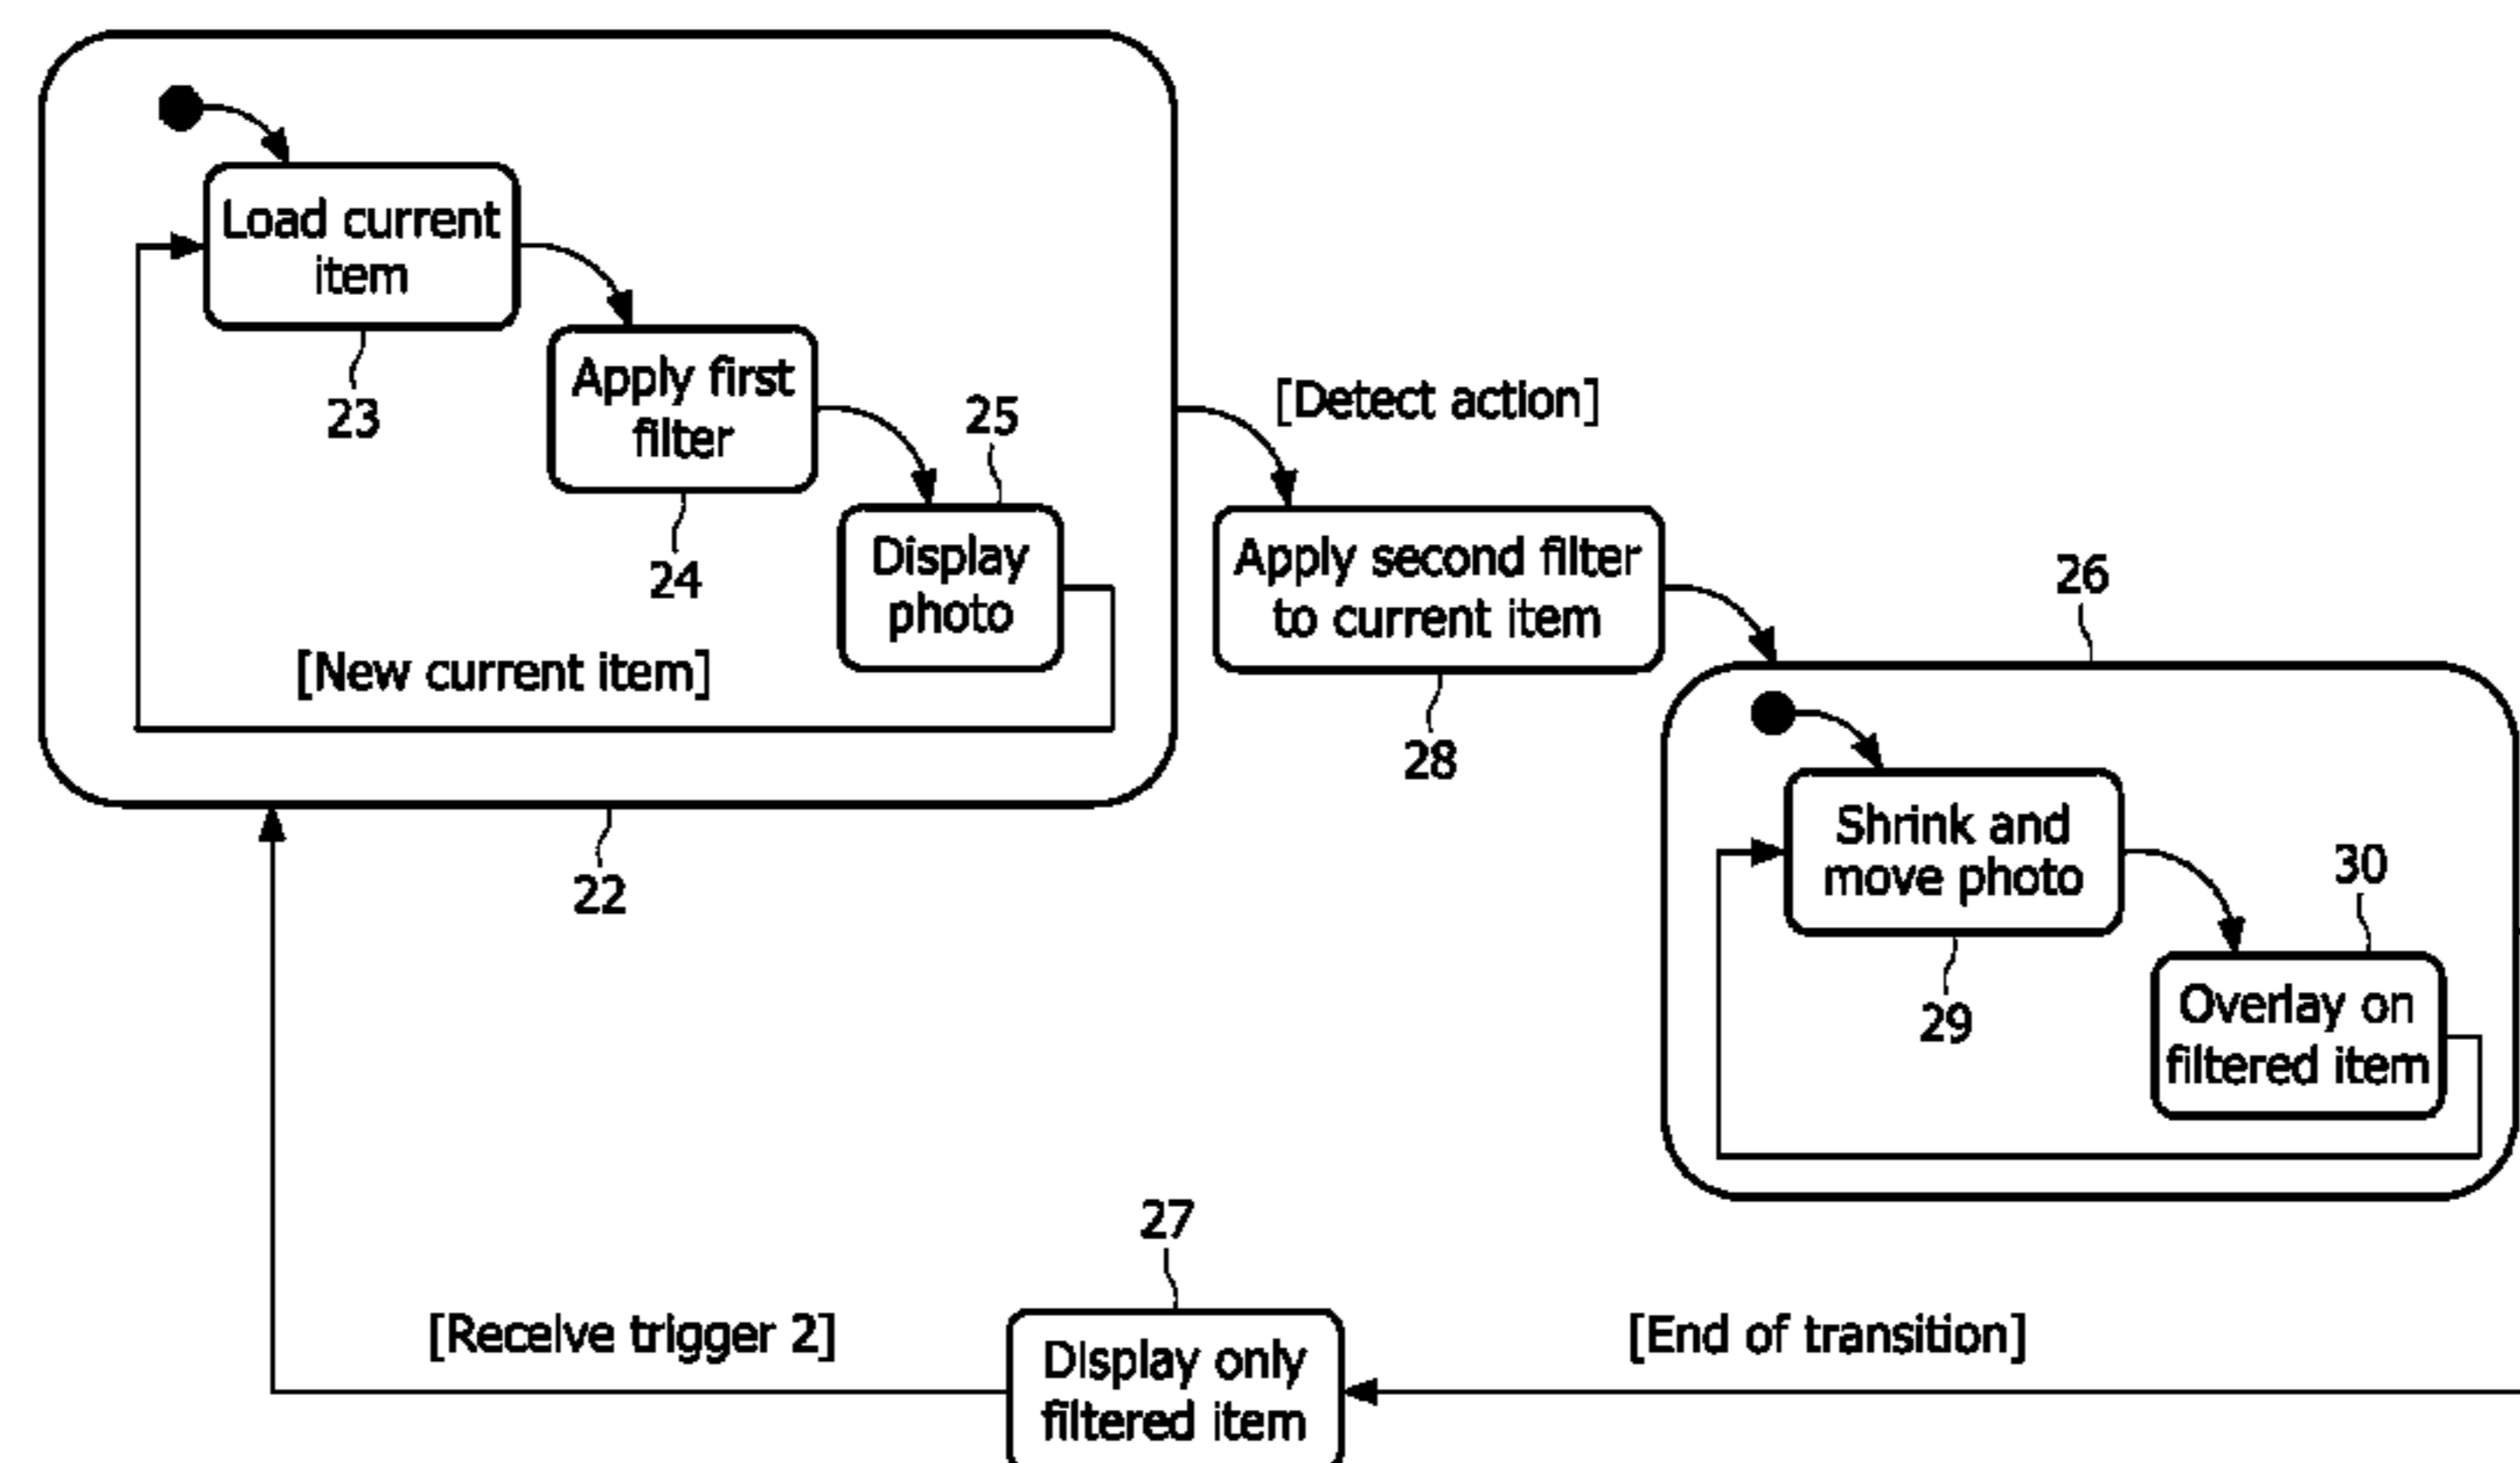 Load current
item
23
Apply first
filter
24
25
Display
photo
[New current item]
22
[Detect action]
Apply second filter
to current item
28
26
Shrink and
move photo
29
30
Overlay on
filtered item
27
[Receive trigger 2]
Display only
filtered item
[End of transition]